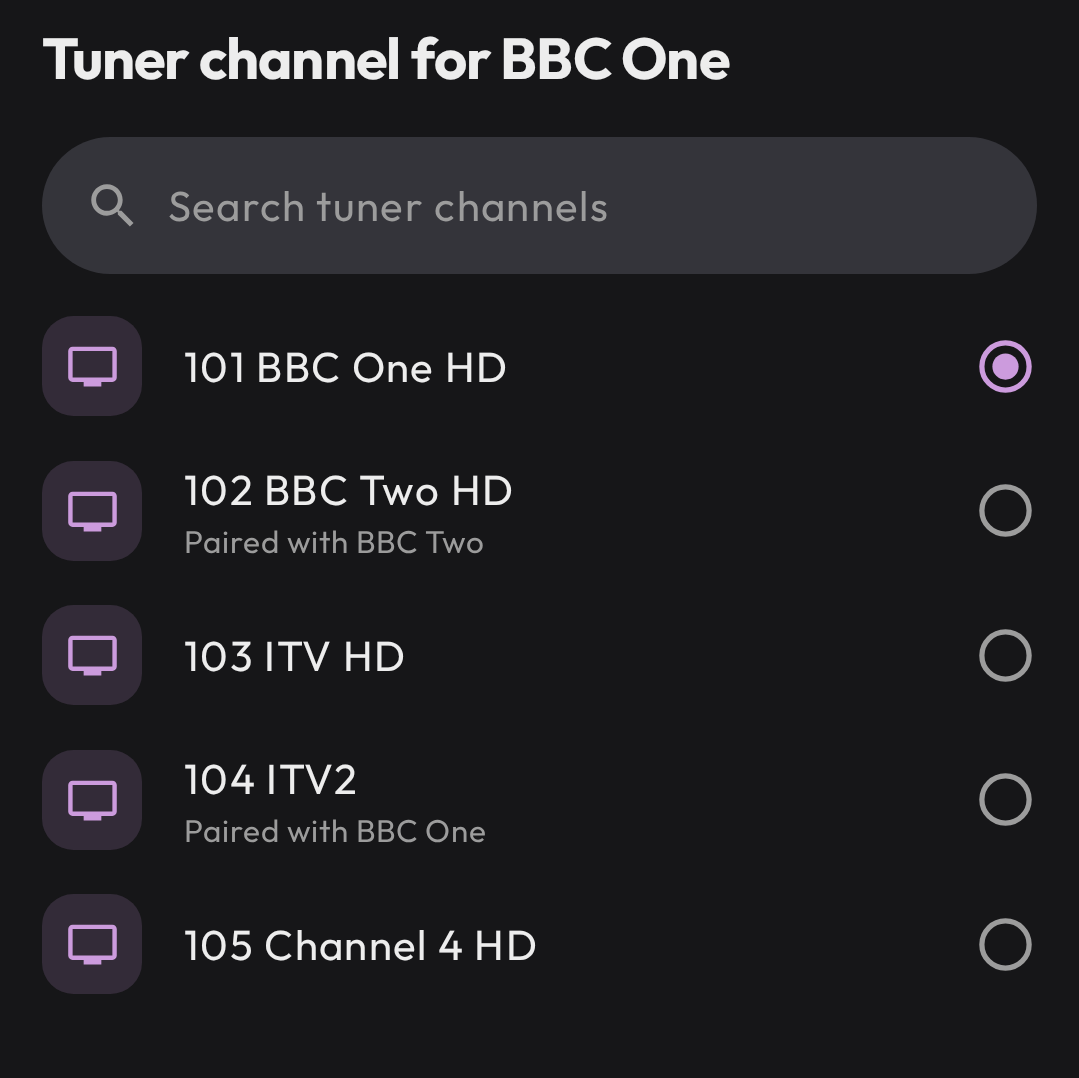 Tuner channel for BBC One
Search tuner channels
101 BBC One HD
102 BBC Two HD
Paired with BBC Two
103 ITV HD
104 ITV2
Paired with BBC One
105 Channel 4 HD